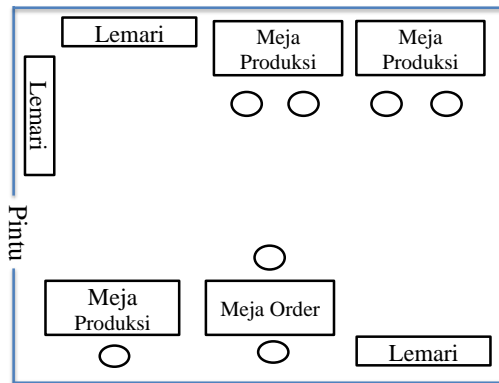 Lemari
Meja
Produksi
Meja
Produksi
Lemari
Pintu
Meja
Produksi
Meja Order
Lemari